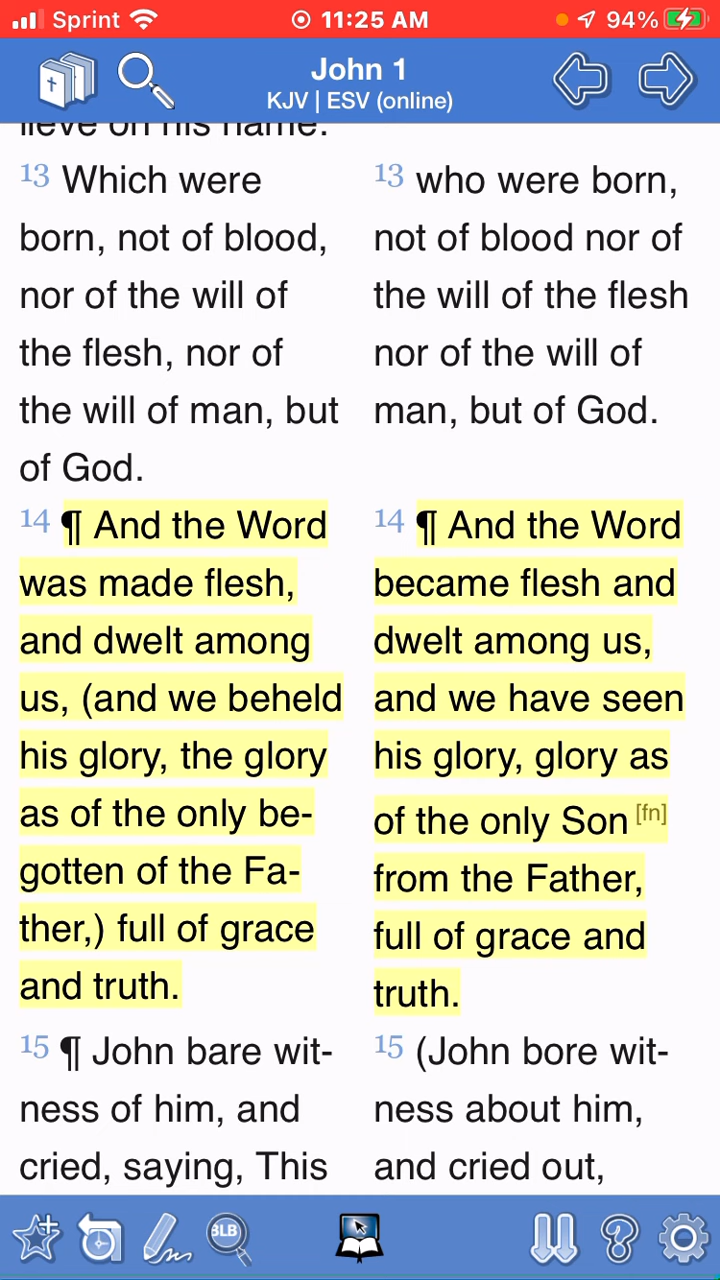 Sprint 11:25 AM 94%
John 1
KJV | ESV (online)
lieve on his name:
13 Which were
born, not of blood,
nor of the will of
the flesh, nor of
the will of man, but
of God.
14 ¶ And the Word
was made flesh,
and dwelt among
us, (and we beheld
his glory, the glory
as of the only be-
gotten of the Fa-
ther,) full of grace
and truth.
15 ¶ John bare wit-
ness of him, and
cried, saying, This
13 who were born,
not of blood nor of
the will of the flesh
nor of the will of
man, but of God.
14 ¶ And the Word
became flesh and
dwelt among us,
and we have seen
his glory, glory as
of the only Son [fn]
from the Father,
full of grace and
truth.
15 (John bore wit-
ness about him,
and cried out,
BLB